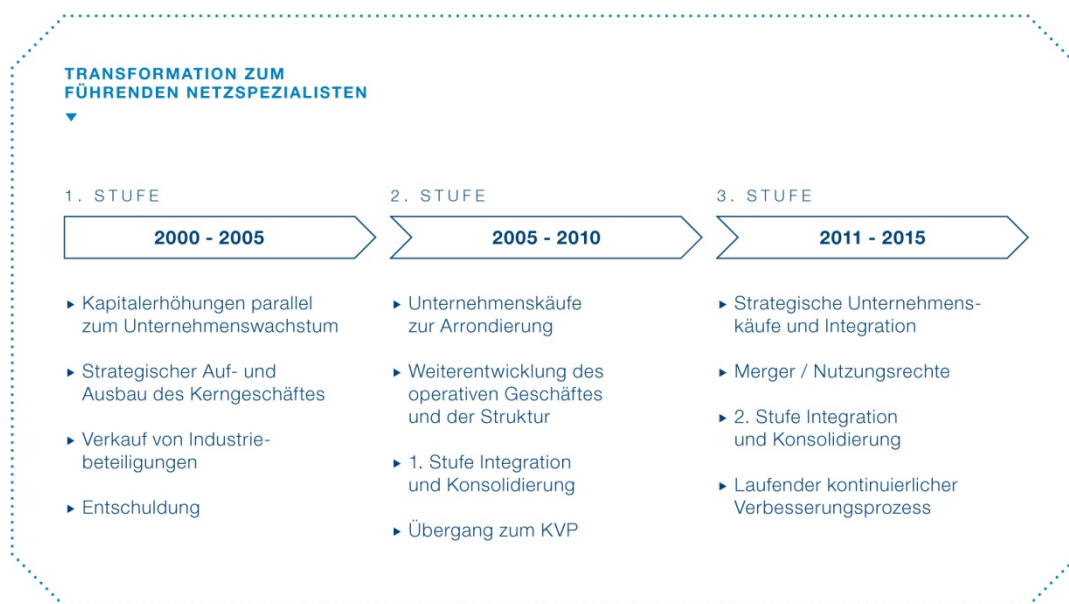 TRANSFORMATION ZUM
FÜHRENDEN NETZSPEZIALISTEN
1. STUFE
2000 - 2005
Kapitalerhöhungen parallel
zum Unternehmenswachstum
Strategischer Auf- und
Ausbau des Kerngeschäftes
Verkauf von Industrie-
beteiligungen
Entschuldung
2. STUFE
2005 - 2010
Unternehmenskäufe
zur Arrondierung
Weiterentwicklung des
operativen Geschäftes
und der Struktur
1. Stufe Integration
und Konsolidierung
Übergang zum KVP
3. STUFE
2011 - 2015
Strategische Unternehmens-
käufe und Integration
Merger / Nutzungsrechte
2. Stufe Integration
und Konsolidierung
Laufender kontinuierlicher
Verbesserungsprozess